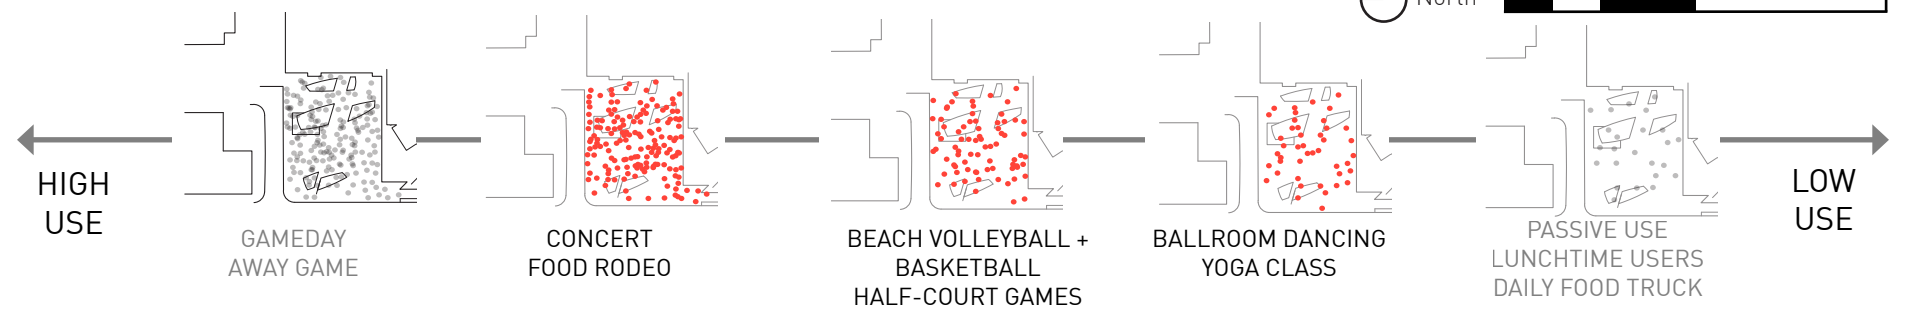 North
HIGH
USE
GAMEDAY
AWAY GAME
CONCERT
FOOD RODEO
BEACH VOLLEYBALL +
BASKETBALL
HALF-COURT GAMES
BALLROOM DANCING
YOGA CLASS
PASSIVE USE
LUNCHTIME USERS
DAILY FOOD TRUCK
LOW
USE